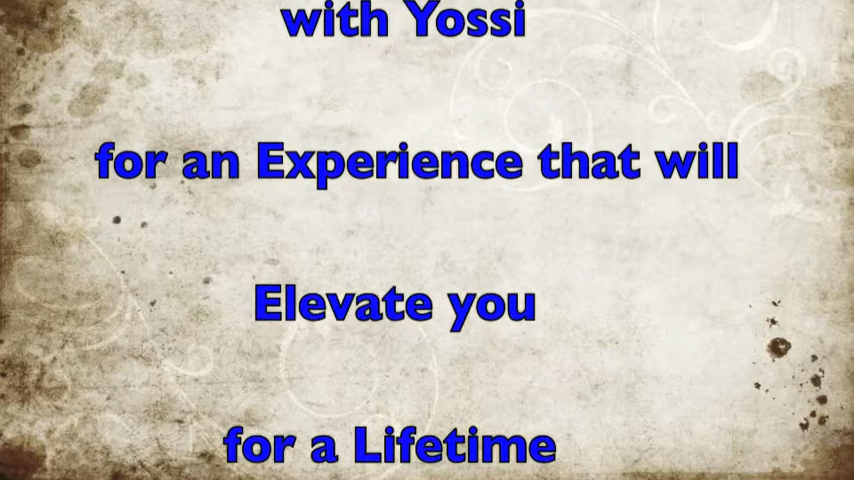 with Yossi
for an Experience that will
Elevate you
for a Lifetime